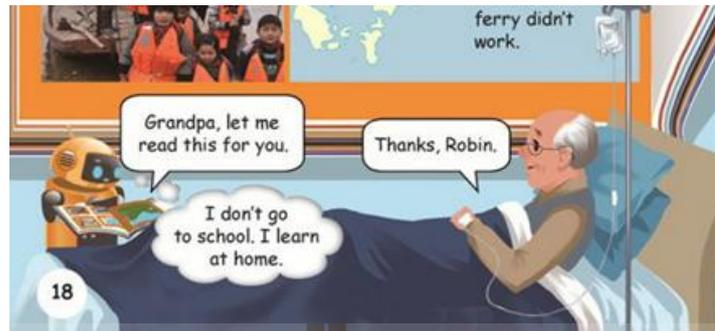 ferry didn't
work.
Grandpa, let me
read this for you.
Thanks, Robin.
I don't go
to school. I learn
at home.
18